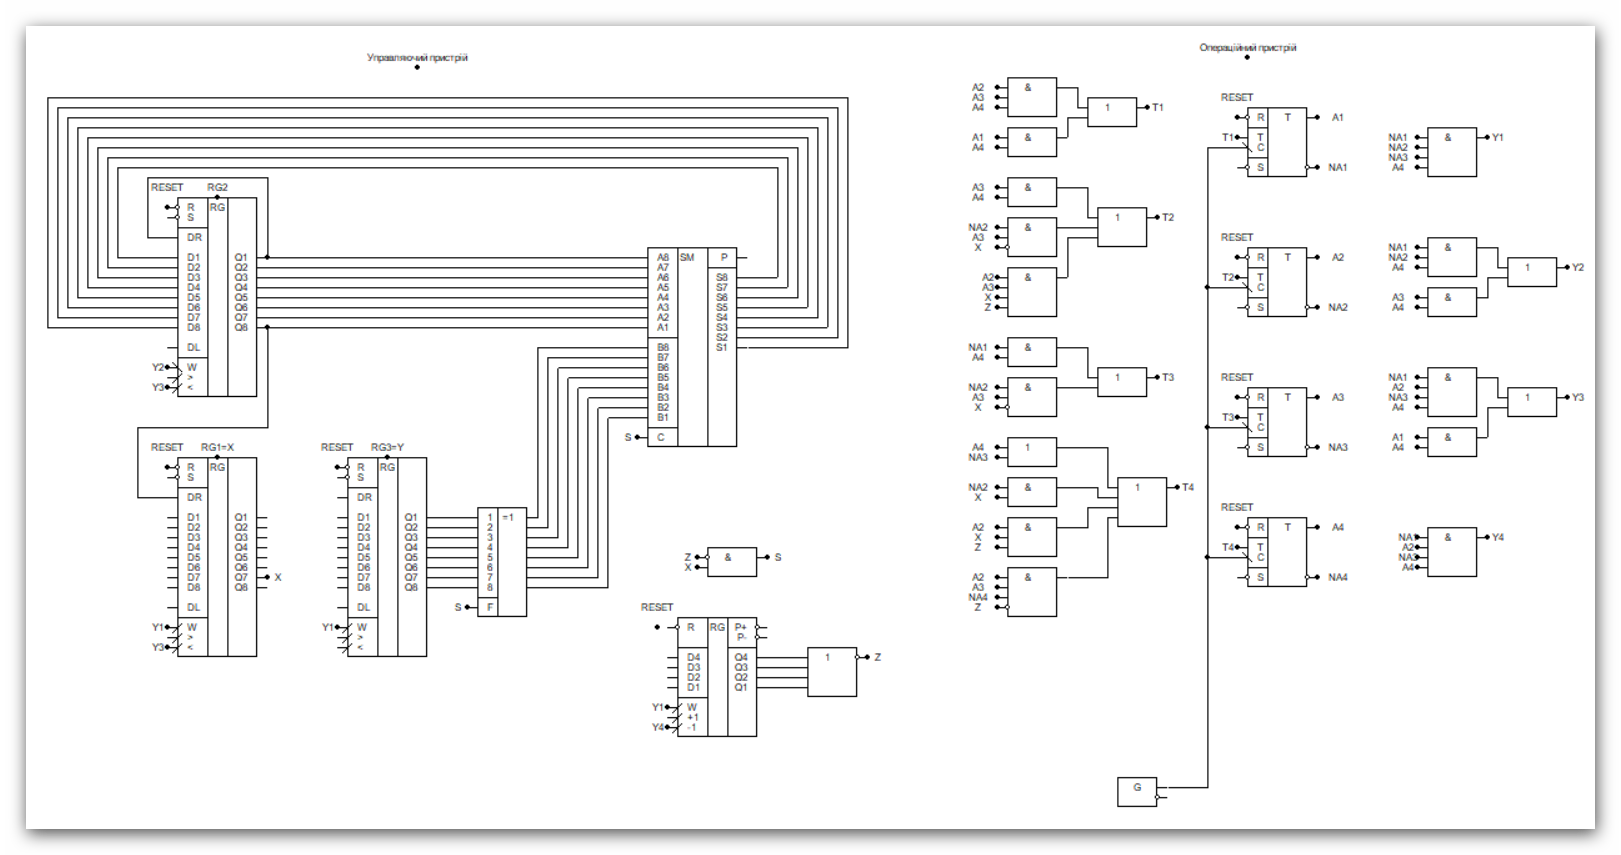 Управляючий пристрій
RESET RG2
R RG
S
DR
D1 Q1
D2 Q2
D3 Q3
D4 Q4
D5 Q5
D6 Q6
D7 Q7
D8 Q8
DL
Y2 W
>
Y3 <
A8 SM P
A7
A6 S8
A5 S7
A4 S6
A3 S5
A2 S4
A1 S3
S2
B8 S1
B7
B6
B5
B4
B3
B2
B1
S C
RESET RG1=X
R RG
S
DR
D1 Q1
D2 Q2
D3 Q3
D4 Q4
D5 Q5
D6 Q6
D7 Q7 X
D8 Q8
DL
Y1 W
>
Y3 <
RESET RG3=Y
R RG
S
DR
D1 Q1
D2 Q2
D3 Q3
D4 Q4
D5 Q5
D6 Q6
D7 Q7
D8 Q8
DL
Y1 W
>
<
1 =1
2
3
4
5
6
7
8
S F
Z & S
X
RESET
R RG P+
P-
D4 Q4 1 Z
D3 Q3
D2 Q2
D1 Q1
Y1 W
+1
Y4 -1
Операційний пристрій
A2 &
A3
A4 1 T1
A1 &
A4
A3 &
A4
1 T2
NA2 &
A3
X
A2 &
A3
X
Z
NA1 &
A4
1 T3
NA2 &
A3
X
A4 1
NA3
NA2 & 1 T4
X
A2 &
X
Z
A2 &
A3
NA4
Z
G
RESET
R T A1
T1 T
C
S NA1
RESET
R T A2
T2 T
C
S NA2
RESET
R T A3
T3 T
C
S NA3
RESET
R T A4
T4 T
C
S NA4
NA1 & Y1
NA2
NA3
A4
NA1 &
NA2
A4 1 Y2
A3 &
A4
NA1 &
A2
NA3 1 Y3
A4
A1 &
A4
NA1 & Y4
A2
NA3
A4